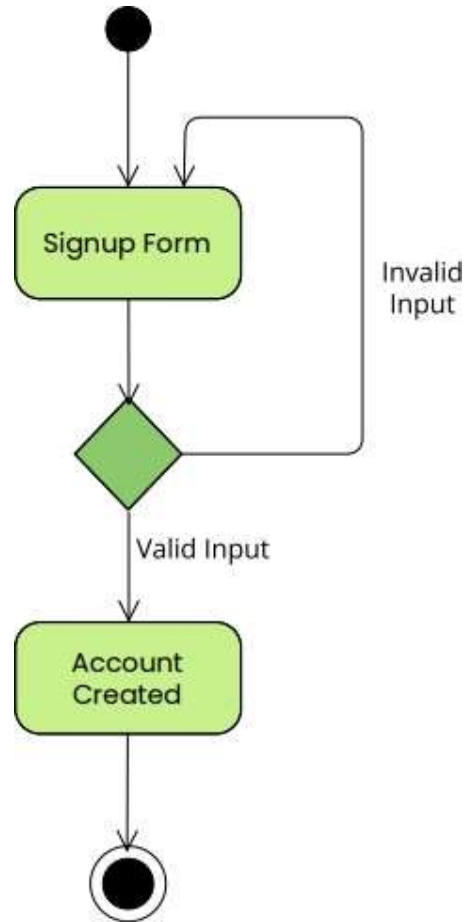 Signup Form
Invalid
Input
Valid Input
Account
Created